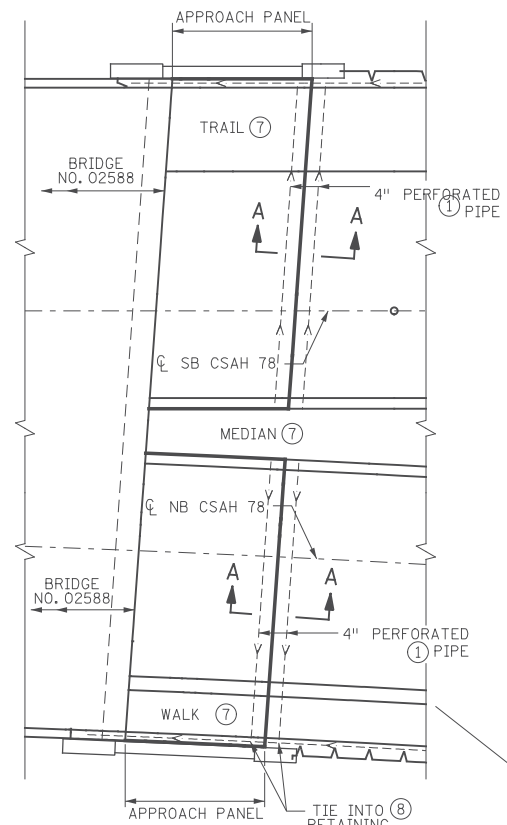 APPROACH PANEL
TRAIL 7
BRIDGE
NO. 02588
4" PERFORATED
1 PIPE
A A
℄ SB CSAH 78
MEDIAN 7
℄ NB CSAH 78
A A
BRIDGE
NO. 02588
4" PERFORATED
1 PIPE
WALK 7
APPROACH PANEL
TIE INTO 8
RETAINING